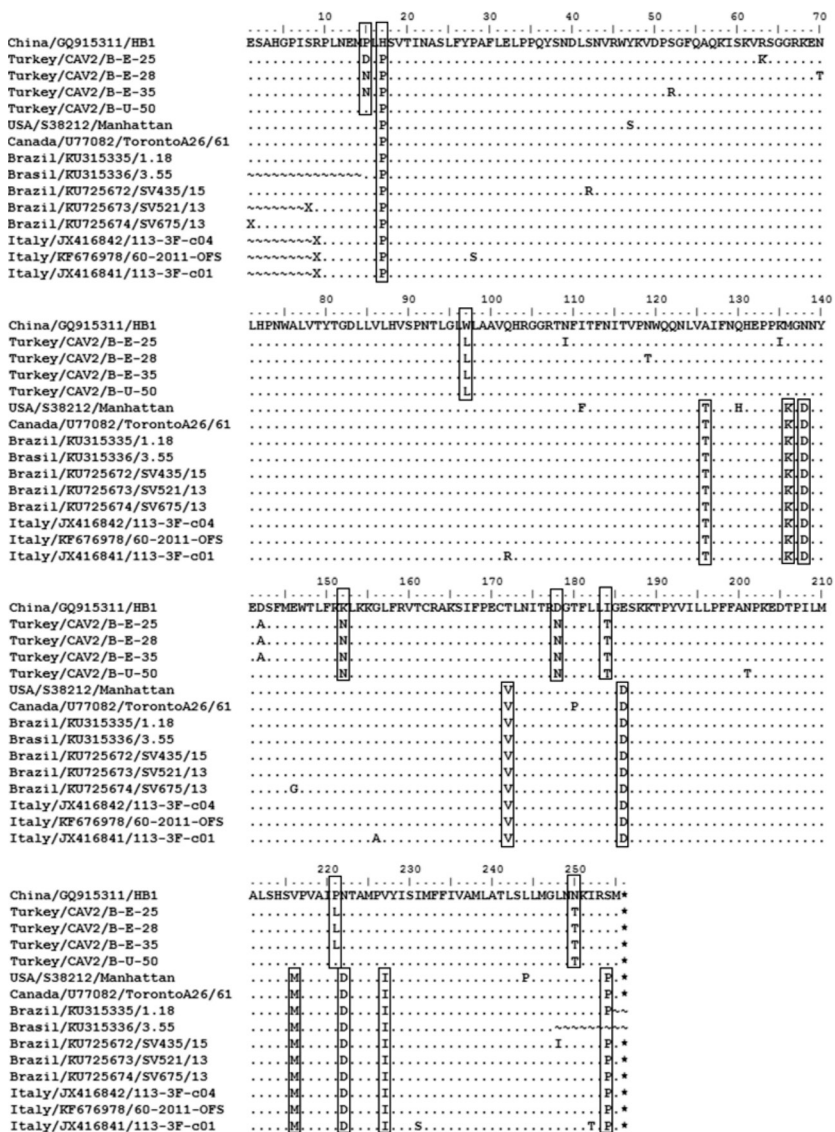 10 20 30 40 50 60 70
China/GQ915311/HB1 ESAHGPISRPLNEMPLHSVTINASLFYPAFLELPPQYSNDLSNVRWYKVDPSGFQAQKISKVRSGGRKEN
Turkey/CAV2/B-E-25 ..............D.P.............................................K.......
Turkey/CAV2/B-E-28 ..............N.P....................................................T
Turkey/CAV2/B-E-35 ..............N.P..................................R..................
Turkey/CAV2/B-U-50 ................P.....................................................
USA/S38212/Manhattan ................P.............................S.......................
Canada/U77082/TorontoA26/61 ................P.....................................................
Brazil/KU315335/1.18 ................P.....................................................
Brasil/KU315336/3.55 ~~~~~~~~~~~~~~..P.....................................................
Brazil/KU725672/SV435/15 ................P........................R............................
Brazil/KU725673/SV521/13 ~~~~~~~X........P.....................................................
Brazil/KU725674/SV675/13 X...............P.....................................................
Italy/JX416842/113-3F-c04 ~~~~~~~~X.......P.....................................................
Italy/KF676978/60-2011-OFS ~~~~~~~~X.......P..........S..........................................
Italy/JX416841/113-3F-c01 ~~~~~~~~X.......P.....................................................
80 90 100 110 120 130 140
China/GQ915311/HB1 LHPNWALVTYTGDLLVLHVSPNTLGLWLAAVQHRGGRTNFITFNITVPNWQQNLVAIFNQHEPPKMGNNY
Turkey/CAV2/B-E-25 ..........................L...........I.........................I.....
Turkey/CAV2/B-E-28 ..........................L.....................T.....................
Turkey/CAV2/B-E-35 ..........................L...........................................
Turkey/CAV2/B-U-50 ..........................L...........................................
USA/S38212/Manhattan ........................................F..............T...H.....K.D..
Canada/U77082/TorontoA26/61 .......................................................T.........K.D..
Brazil/KU315335/1.18 .......................................................T.........K.D..
Brasil/KU315336/3.55 .......................................................T.........K.D..
Brazil/KU725672/SV435/15 .......................................................T.........K.D..
Brazil/KU725673/SV521/13 .......................................................T.........K.D..
Brazil/KU725674/SV675/13 .......................................................T.........K.D..
Italy/JX416842/113-3F-c04 .......................................................T.........K.D..
Italy/KF676978/60-2011-OFS .......................................................T.........K.D..
Italy/JX416841/113-3F-c01 ...............................R.......................T.........K.D..
150 160 170 180 190 200 210
China/GQ915311/HB1 EDSFMEWTLFKKLKKGLFRVTCRAKSIFPECTLNITRDGTFLLIGESKKTPYVILLPFFANPKEDTPILM
Turkey/CAV2/B-E-25 .A.........N.........................N.....T..........................
Turkey/CAV2/B-E-28 .A.........N.........................N.....T..........................
Turkey/CAV2/B-E-35 .A.........N.........................N.....T..........................
Turkey/CAV2/B-U-50 ...........N.........................N.....T................T.........
USA/S38212/Manhattan ...............................V.............D........................
Canada/U77082/TorontoA26/61 ...............................V.......P.....D........................
Brazil/KU315335/1.18 ...............................V.............D........................
Brasil/KU315336/3.55 ...............................V.............D........................
Brazil/KU725672/SV435/15 ...............................V.............D........................
Brazil/KU725673/SV521/13 ...............................V.............D........................
Brazil/KU725674/SV675/13 .....G.........................V.............D........................
Italy/JX416842/113-3F-c04 ...............................V.............D........................
Italy/KF676978/60-2011-OFS ...............................V.............D........................
Italy/JX416841/113-3F-c01 ...............A...............V.............D........................
220 230 240 250
China/GQ915311/HB1 ALSHSVPVAIPNTAMPVYISIMFFIVAMLATLSLLMGLNNKIRSM*
Turkey/CAV2/B-E-25 ..........L............................T.....*
Turkey/CAV2/B-E-28 ..........L............................T.....*
Turkey/CAV2/B-E-35 ..........L............................T.....*
Turkey/CAV2/B-U-50 .......................................T.....*
USA/S38212/Manhattan .....M.....D....I................P.........P.*
Canada/U77082/TorontoA26/61 .....M.....D....I..........................P.*
Brazil/KU315335/1.18 .....M.....D....I..........................P~~
Brasil/KU315336/3.55 .....M.....D....I....................~~~~~~~~~
Brazil/KU725672/SV435/15 .....M.....D....I....................I.....P.*
Brazil/KU725673/SV521/13 .....M.....D....I..........................P.*
Brazil/KU725674/SV675/13 .....M.....D....I..........................P.*
Italy/JX416842/113-3F-c04 .....M.....D....I..........................P.*
Italy/KF676978/60-2011-OFS .....M.....D....I..........................P.*
Italy/JX416841/113-3F-c01 .....M.....D....I...S....................T.P.*